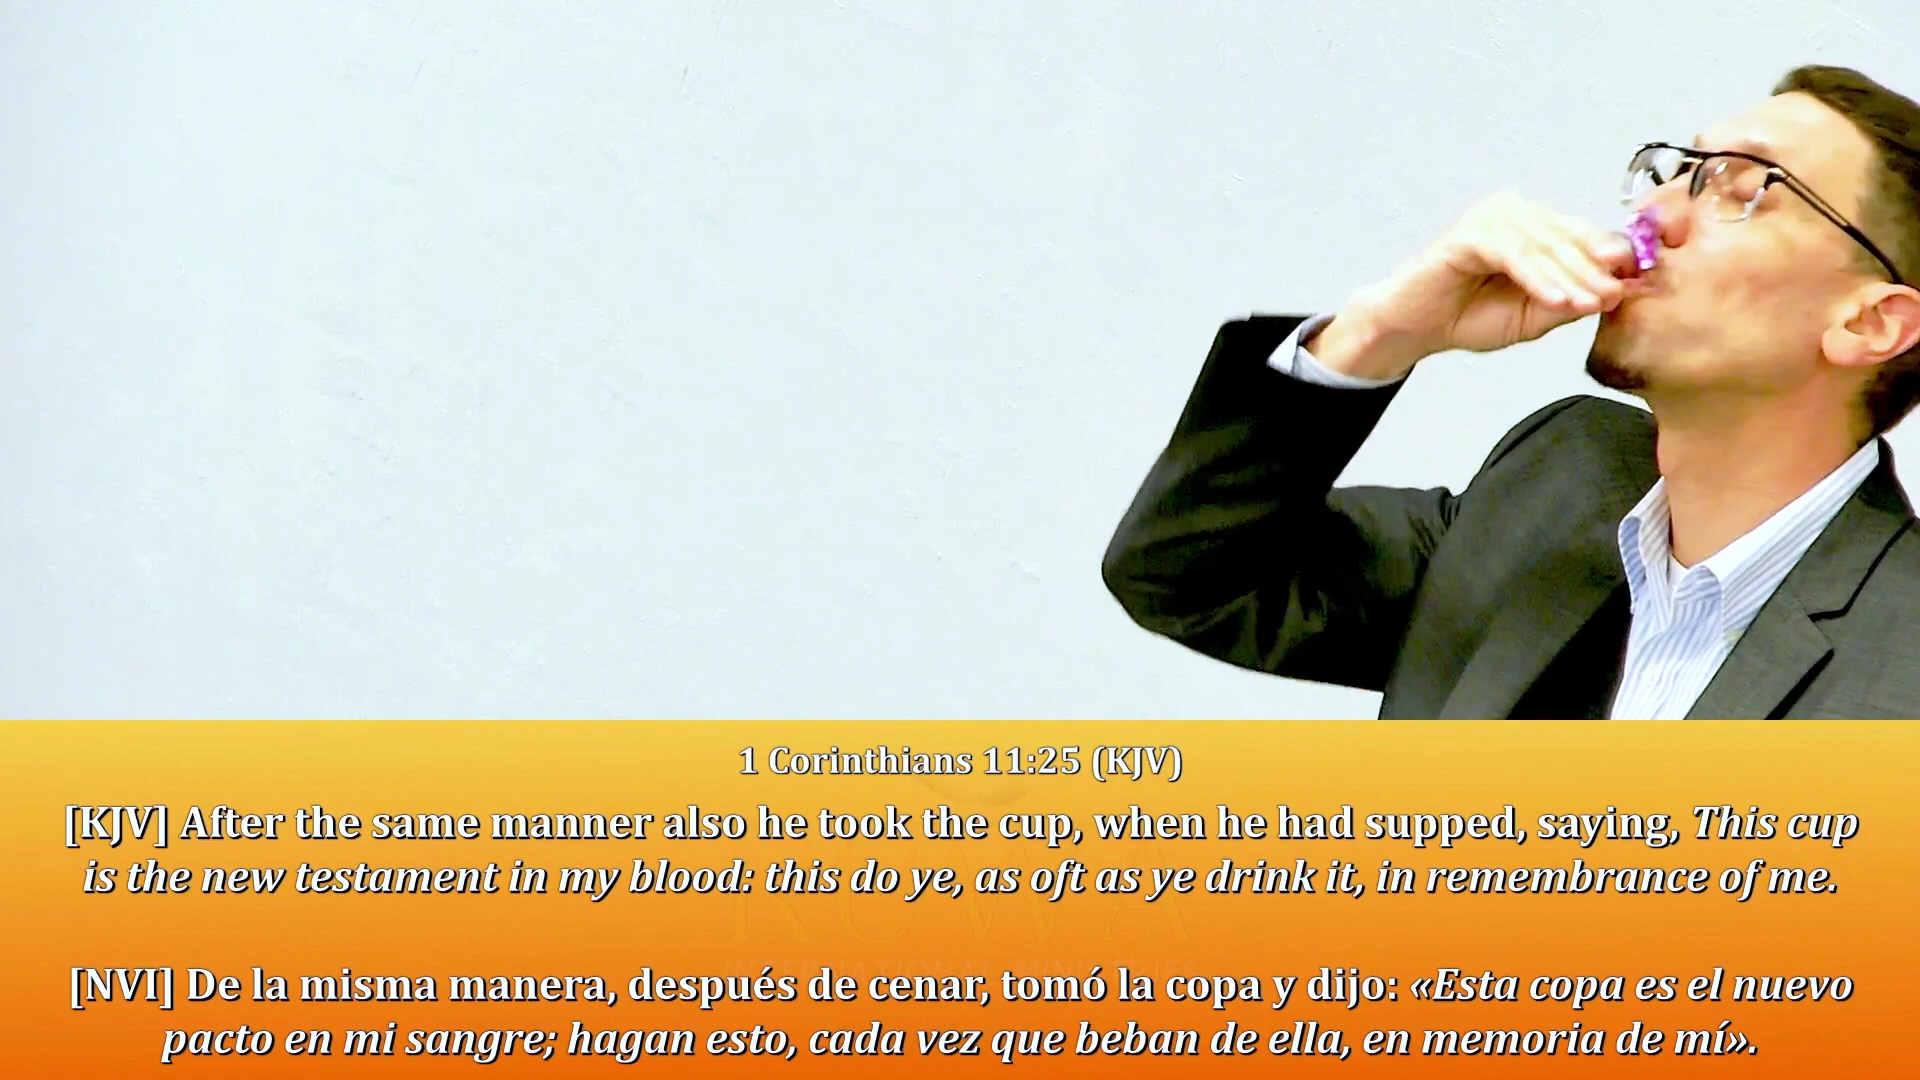 1 Corinthians 11:25 (KJV)
[KJV] After the same manner also he took the cup, when he had supped, saying, This cup
is the new testament in my blood: this do ye, as oft as ye drink it, in remembrance of me.
RUWA
INTERNATIONAL MINISTRIES
[NVI] De la misma manera, después de cenar, tomó la copa y dijo: «Esta copa es el nuevo
pacto en mi sangre; hagan esto, cada vez que beban de ella, en memoria de mí».